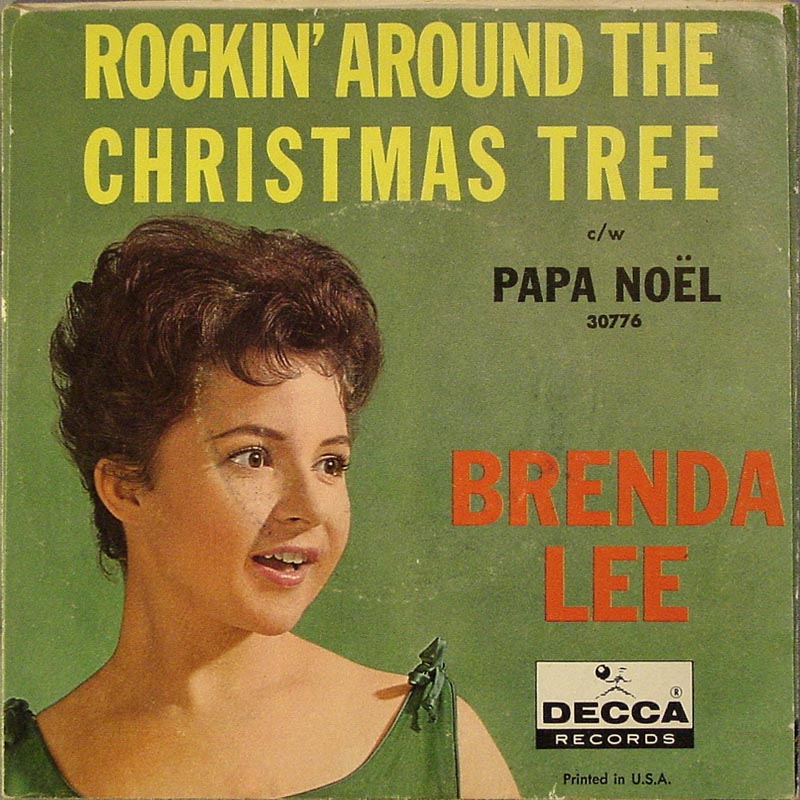 ROCKIN' AROUND THE
CHRISTMAS TREE
c/w
PAPA NOËL
30776
BRENDA
LEE
®
DECCA
RECORDS
Printed in U.S.A.